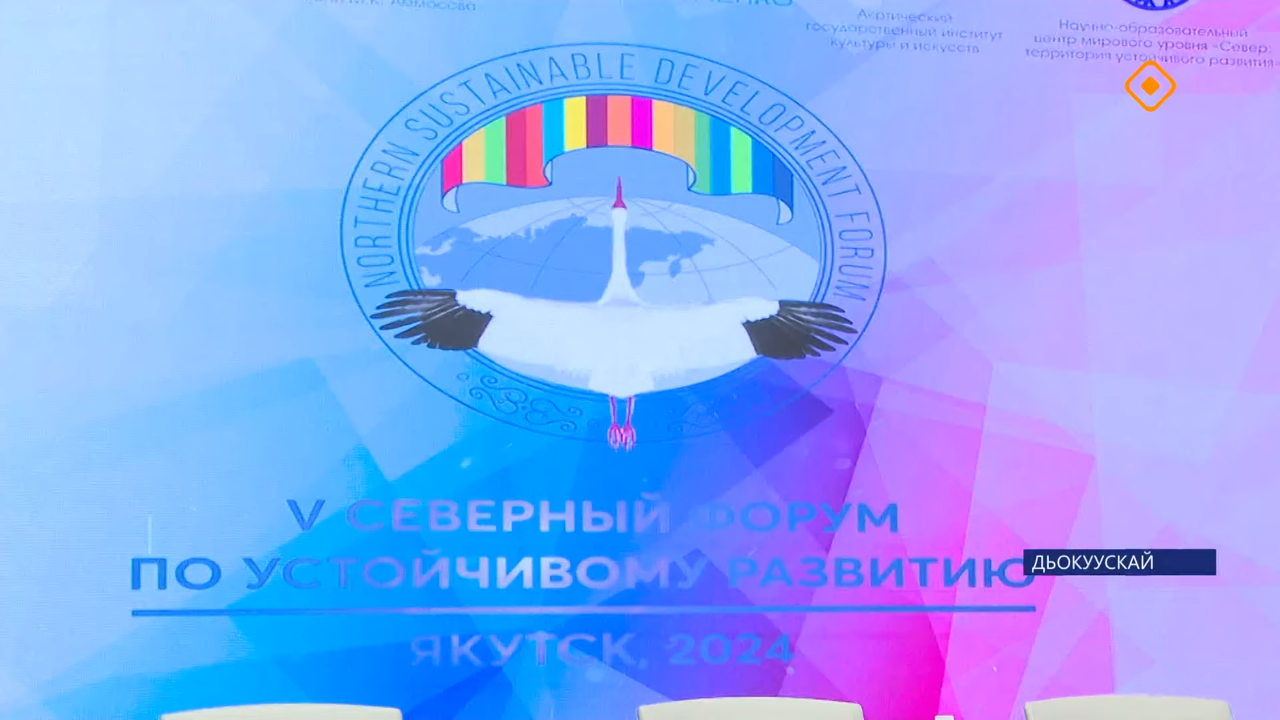 Арктический
государственный институт
культуры и искусств
Научно-образовательный
центр мирового уровня «Север:
территория устойчивого развития»
NORTHERN SUSTAINABLE DEVELOPMENT FORUM
V СЕВЕРНЫЙ ФОРУМ
ПО УСТОЙЧИВОМУ РАЗВИТИЮ
ДЬОКУУСКАЙ
ЯКУТСК, 2024